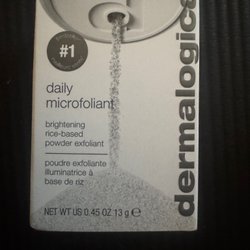 #1
daily
microfoliant
brightening
rice-based
powder exfoliant
poudre exfoliante
illuminatrice à
base de riz
NET WT US 0.45 OZ 13 g ℮
dermalogica